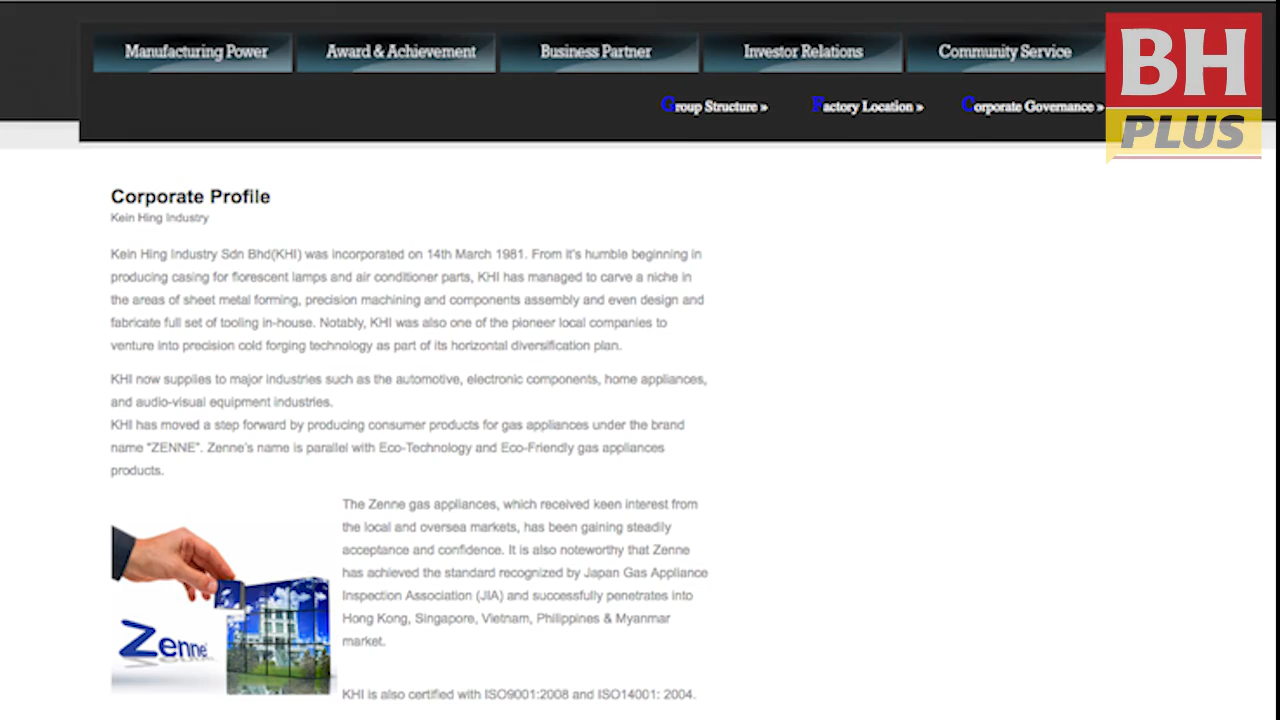 Manufacturing Power
Award & Achievement
Business Partner
Investor Relations
Community Service
BH
PLUS
Group Structure »
Factory Location »
Corporate Governance »
Corporate Profile
Kein Hing Industry
Kein Hing Industry Sdn Bhd(KHI) was incorporated on 14th March 1981. From it's humble beginning in
producing casing for florescent lamps and air conditioner parts, KHI has managed to carve a niche in
the areas of sheet metal forming, precision machining and components assembly and even design and
fabricate full set of tooling in-house. Notably, KHI was also one of the pioneer local companies to
venture into precision cold forging technology as part of its horizontal diversification plan.
KHI now supplies to major industries such as the automotive, electronic components, home appliances,
and audio-visual equipment industries.
KHI has moved a step forward by producing consumer products for gas appliances under the brand
name "ZENNE". Zenne's name is parallel with Eco-Technology and Eco-Friendly gas appliances
products.
The Zenne gas appliances, which received keen interest from
the local and oversea markets, has been gaining steadily
acceptance and confidence. It is also noteworthy that Zenne
has achieved the standard recognized by Japan Gas Appliance
Inspection Association (JIA) and successfully penetrates into
Hong Kong, Singapore, Vietnam, Philippines & Myanmar
market.
Zenne
KHI is also certified with ISO9001:2008 and ISO14001: 2004.